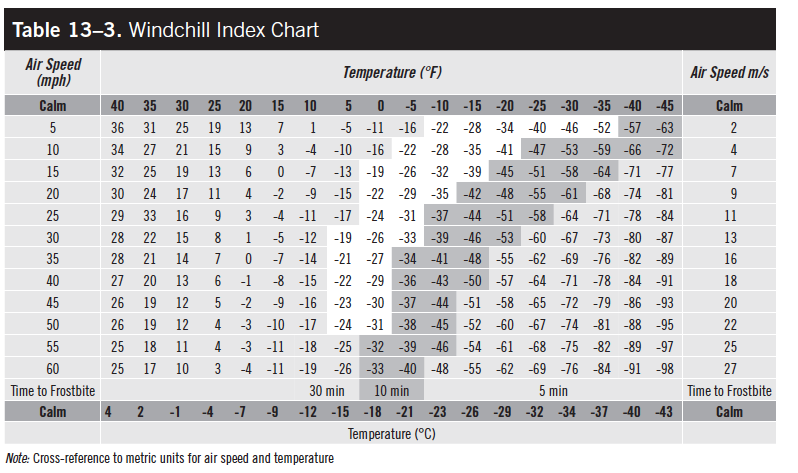 Table 13–3. Windchill Index Chart
Air Speed (mph) Temperature (°F) Air Speed m/s
Calm 40 35 30 25 20 15 10 5 0 -5 -10 -15 -20 -25 -30 -35 -40 -45 Calm
5 36 31 25 19 13 7 1 -5 -11 -16 -22 -28 -34 -40 -46 -52 -57 -63 2
10 34 27 21 15 9 3 -4 -10 -16 -22 -28 -35 -41 -47 -53 -59 -66 -72 4
15 32 25 19 13 6 0 -7 -13 -19 -26 -32 -39 -45 -51 -58 -64 -71 -77 7
20 30 24 17 11 4 -2 -9 -15 -22 -29 -35 -42 -48 -55 -61 -68 -74 -81 9
25 29 33 16 9 3 -4 -11 -17 -24 -31 -37 -44 -51 -58 -64 -71 -78 -84 11
30 28 22 15 8 1 -5 -12 -19 -26 -33 -39 -46 -53 -60 -67 -73 -80 -87 13
35 28 21 14 7 0 -7 -14 -21 -27 -34 -41 -48 -55 -62 -69 -76 -82 -89 16
40 27 20 13 6 -1 -8 -15 -22 -29 -36 -43 -50 -57 -64 -71 -78 -84 -91 18
45 26 19 12 5 -2 -9 -16 -23 -30 -37 -44 -51 -58 -65 -72 -79 -86 -93 20
50 26 19 12 4 -3 -10 -17 -24 -31 -38 -45 -52 -60 -67 -74 -81 -88 -95 22
55 25 18 11 4 -3 -11 -18 -25 -32 -39 -46 -54 -61 -68 -75 -82 -89 -97 25
60 25 17 10 3 -4 -11 -19 -26 -33 -40 -48 -55 -62 -69 -76 -84 -91 -98 27
Time to Frostbite 30 min 10 min 5 min Time to Frostbite
Calm 4 2 -1 -4 -7 -9 -12 -15 -18 -21 -23 -26 -29 -32 -34 -37 -40 -43 Calm
Temperature (°C)
Note: Cross-reference to metric units for air speed and temperature